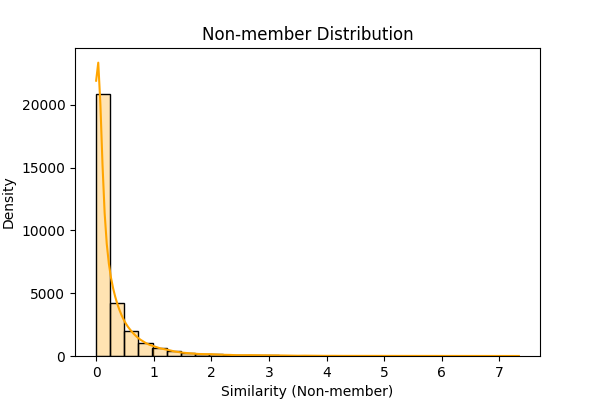 Non-member Distribution
Density
20000
15000
10000
5000
0
0 1 2 3 4 5 6 7
Similarity (Non-member)